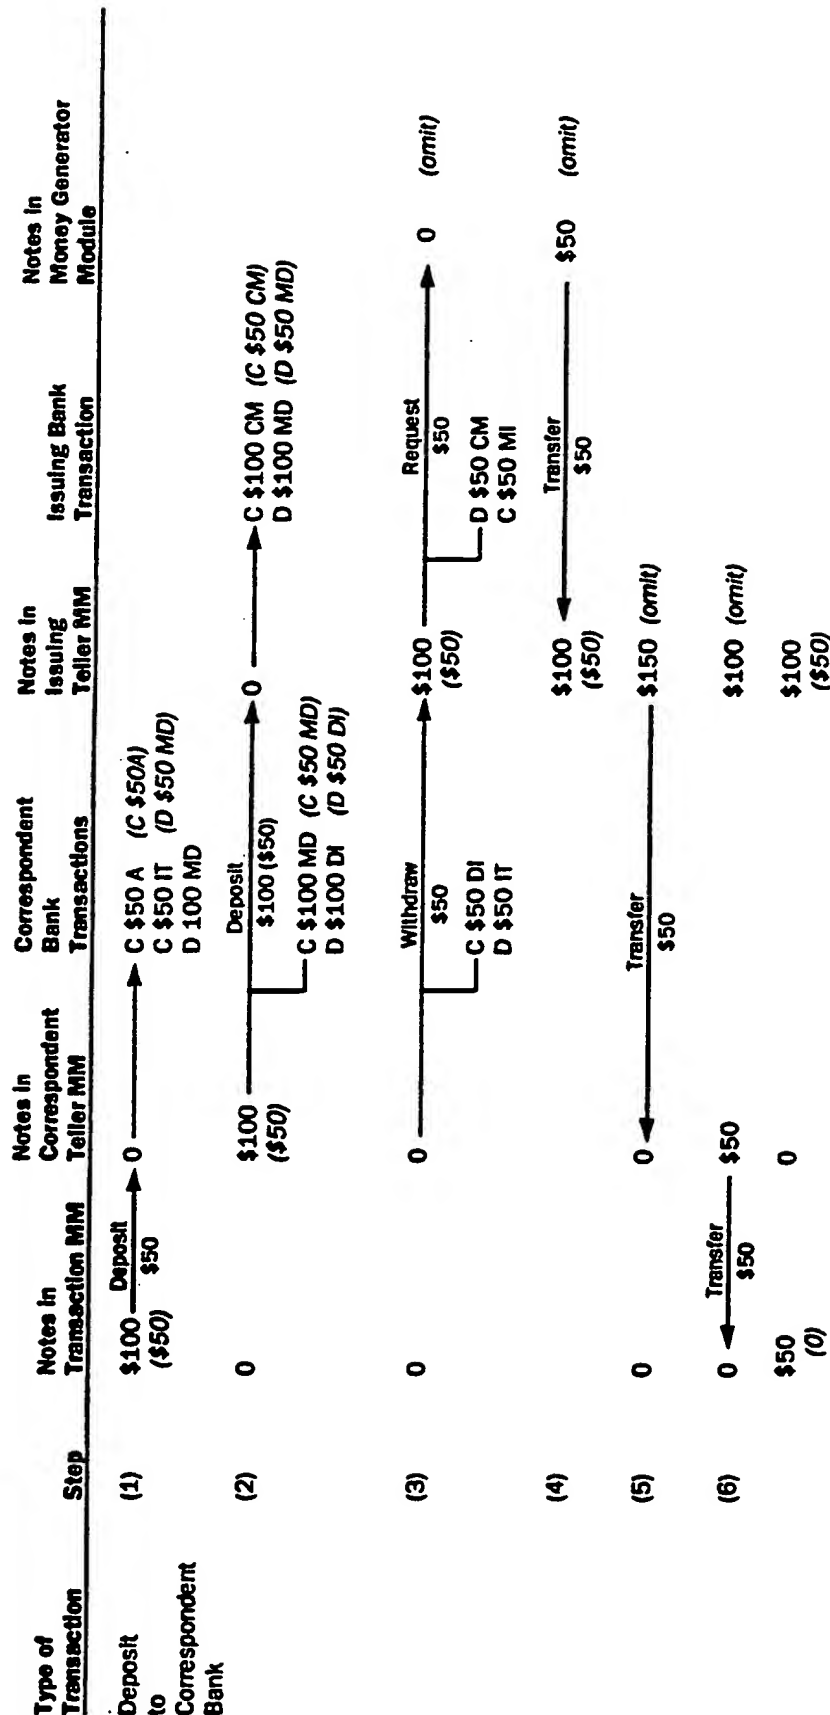 Type of
Transaction
Step
Notes in
Transaction MM
Notes in
Correspondent
Teller MM
Correspondent
Bank
Transactions
Notes in
Issuing
Teller MM
Issuing Bank
Transaction
Notes in
Money Generator
Module
Deposit
to
Correspondent
Bank
(1)
$100
($50)
Deposit
$50
0
C $50 A (C $50A)
C $50 IT (D $50 MD)
D 100 MD
(2)
0
$100
($50)
Deposit
$100 ($50)
C $100 MD (C $50 MD)
D $100 DI (D $50 DI)
0
C $100 CM (C $50 CM)
D $100 MD (D $50 MD)
(3)
0
0
Withdraw
$50
C $50 DI
D $50 IT
$100
($50)
Request
$50
D $50 CM
C $50 MI
0 (omit)
(4)
$100
($50)
Transfer
$50
$50 (omit)
(5)
0
0
Transfer
$50
$150 (omit)
(6)
0
Transfer
$50
$50
$100 (omit)
$50
(0)
0
$100
($50)